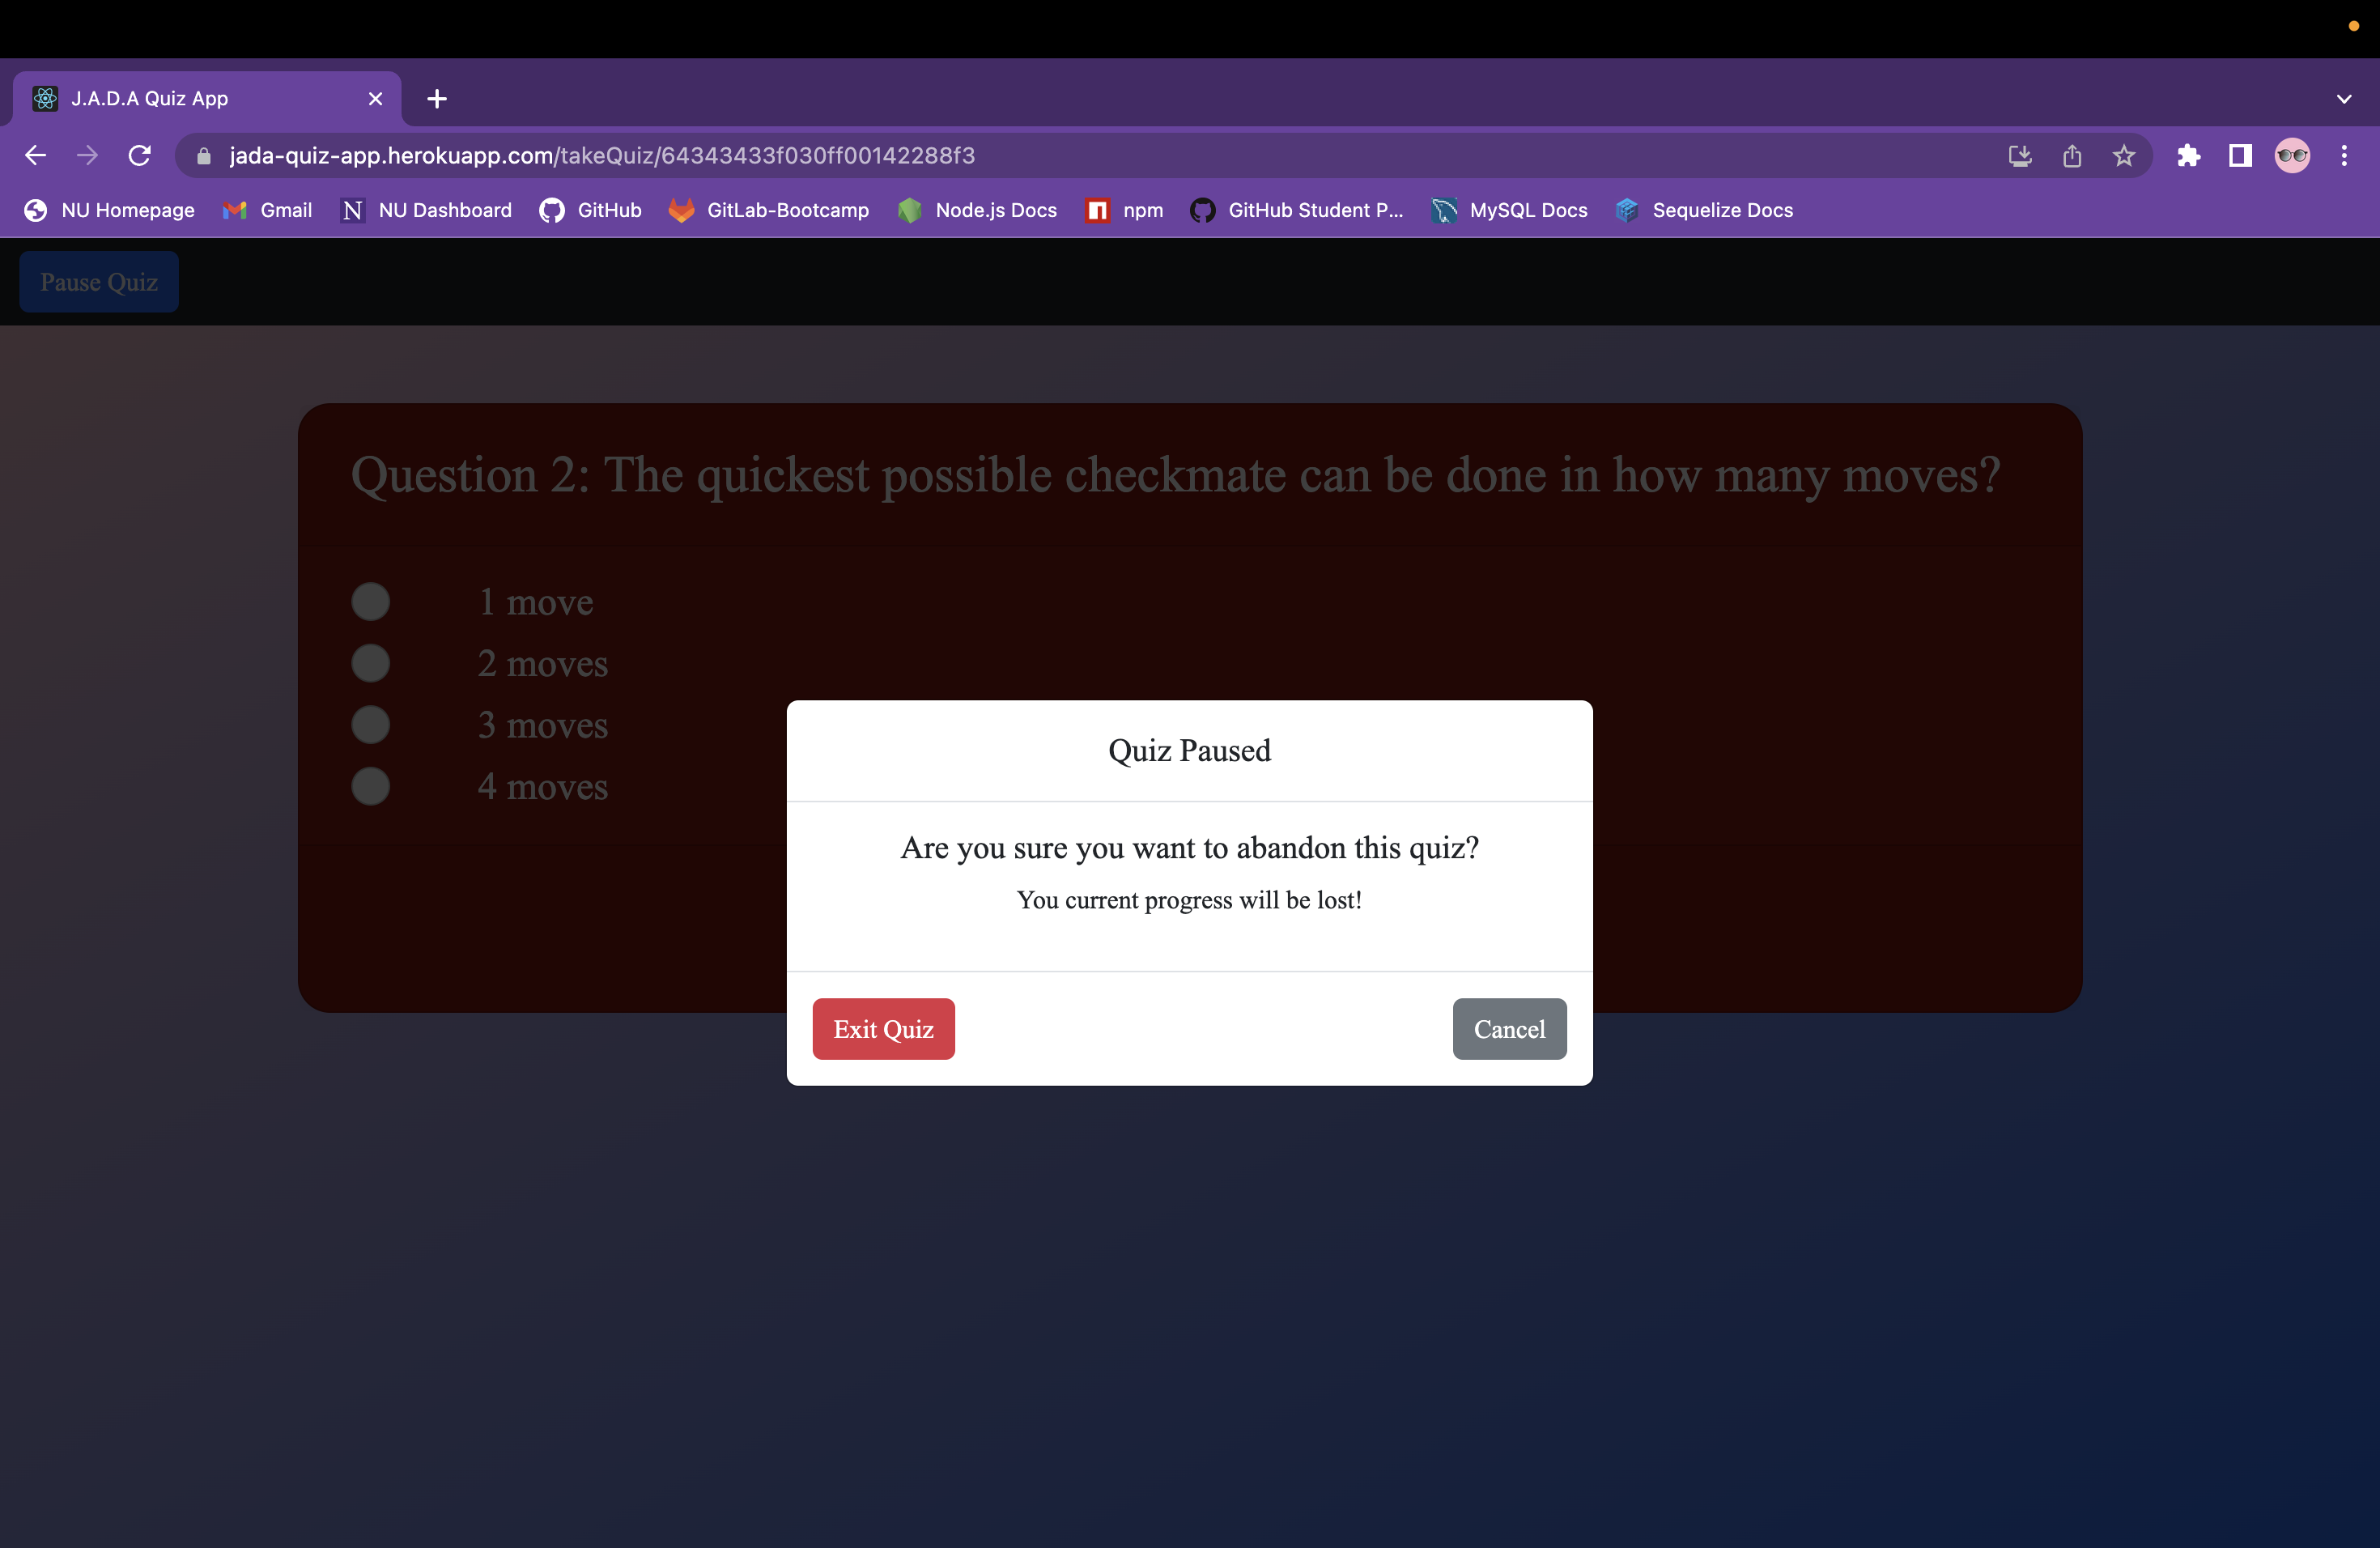 J.A.D.A Quiz App
jada-quiz-app.herokuapp.com/takeQuiz/64343433f030ff00142288f3
NU Homepage Gmail N NU Dashboard GitHub GitLab-Bootcamp Node.js Docs npm GitHub Student P... MySQL Docs Sequelize Docs
Pause Quiz
Question 2: The quickest possible checkmate can be done in how many moves?
1 move
2 moves
3 moves
4 moves
Quiz Paused
Are you sure you want to abandon this quiz?
You current progress will be lost!
Exit Quiz Cancel